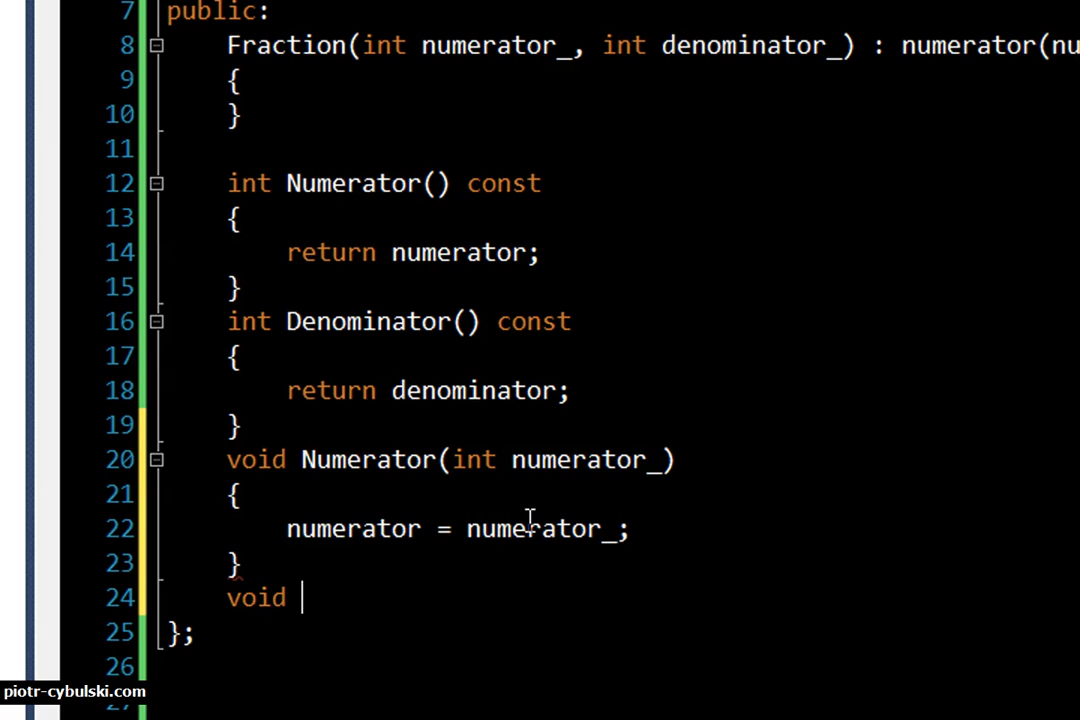 7 public:
8 Fraction(int numerator_, int denominator_) : numerator(nu
9 {
10 }
11
12 int Numerator() const
13 {
14 return numerator;
15 }
16 int Denominator() const
17 {
18 return denominator;
19 }
20 void Numerator(int numerator_)
21 {
22 numerator = numerator_;
23 }
24 void
25 };
26
piotr-cybulski.com